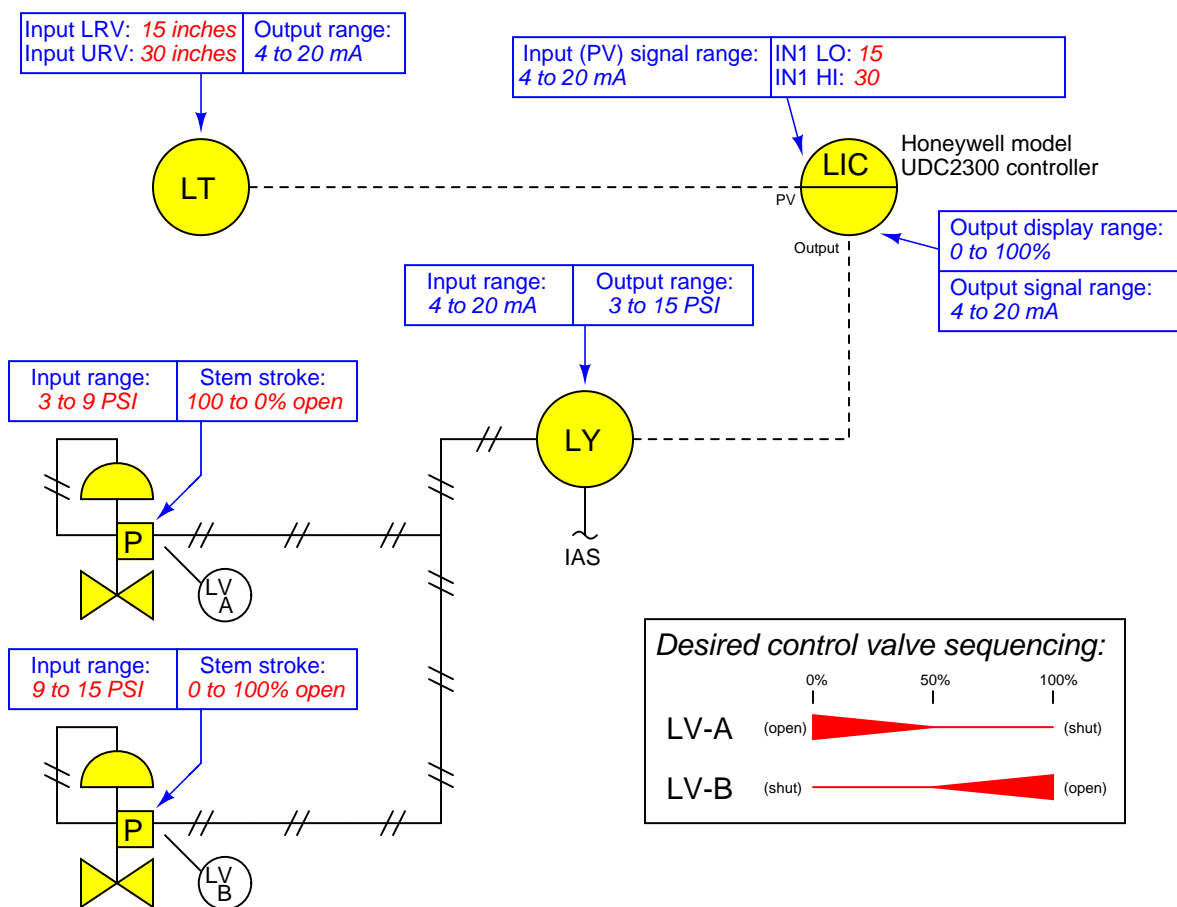 Input LRV: 15 inches
Input URV: 30 inches
Output range:
4 to 20 mA
Input (PV) signal range:
4 to 20 mA
IN1 LO: 15
IN1 HI: 30
LT
LIC
Honeywell model
UDC2300 controller
PV
Output
Output display range:
0 to 100%
Output signal range:
4 to 20 mA
Input range:
4 to 20 mA
Output range:
3 to 15 PSI
Input range:
3 to 9 PSI
Stem stroke:
100 to 0% open
LY
IAS
P
LV
A
Input range:
9 to 15 PSI
Stem stroke:
0 to 100% open
P
LV
B
Desired control valve sequencing:
0% 50% 100%
LV-A (open) (shut)
LV-B (shut) (open)